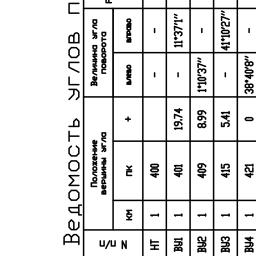 Ведомость углов п
N п/п Положение вершины угла Величина угла поворота
км пк + влево вправо
НТ 1 400 - -
ВУ1 1 401 19.74 - 11°37'1"
ВУ2 1 409 8.99 1°10'37" -
ВУ3 1 415 5.41 - 41°10'27"
ВУ4 1 421 0 38°40'8" -